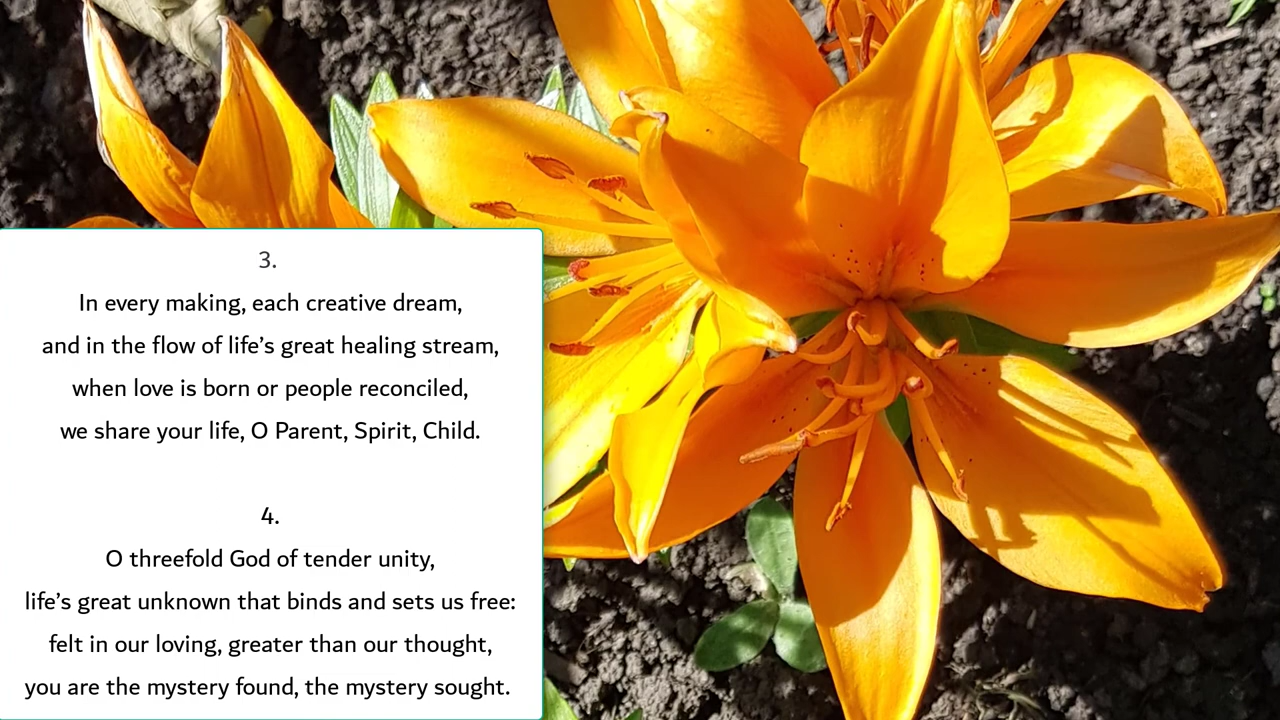 3.
In every making, each creative dream,
and in the flow of life’s great healing stream,
when love is born or people reconciled,
we share your life, O Parent, Spirit, Child.
4.
O threefold God of tender unity,
life’s great unknown that binds and sets us free:
felt in our loving, greater than our thought,
you are the mystery found, the mystery sought.